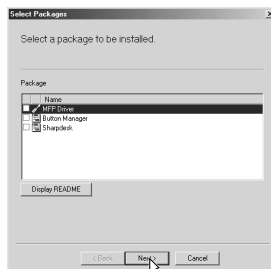 Select Packages
Select a package to be installed.
Package
Name
MFP Driver
Button Manager
Sharpdesk
Display README
< Back
Next >
Cancel